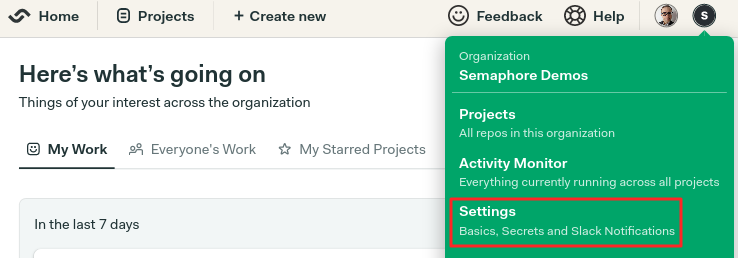 Home
Projects
+ Create new
Feedback
Help
S
Here’s what’s going on
Things of your interest across the organization
My Work
Everyone's Work
My Starred Projects
In the last 7 days
Organization
Semaphore Demos
Projects
All repos in this organization
Activity Monitor
Everything currently running across all projects
Settings
Basics, Secrets and Slack Notifications